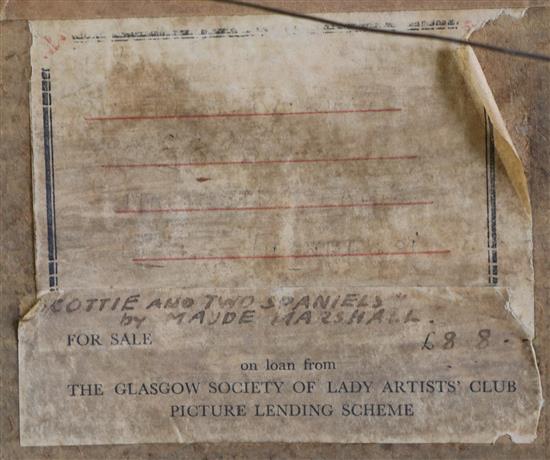 COTTIE AND TWO SPANIELS"
by MAUDE MARSHALL.
FOR SALE £8 8.
on loan from
THE GLASGOW SOCIETY OF LADY ARTISTS' CLUB
PICTURE LENDING SCHEME